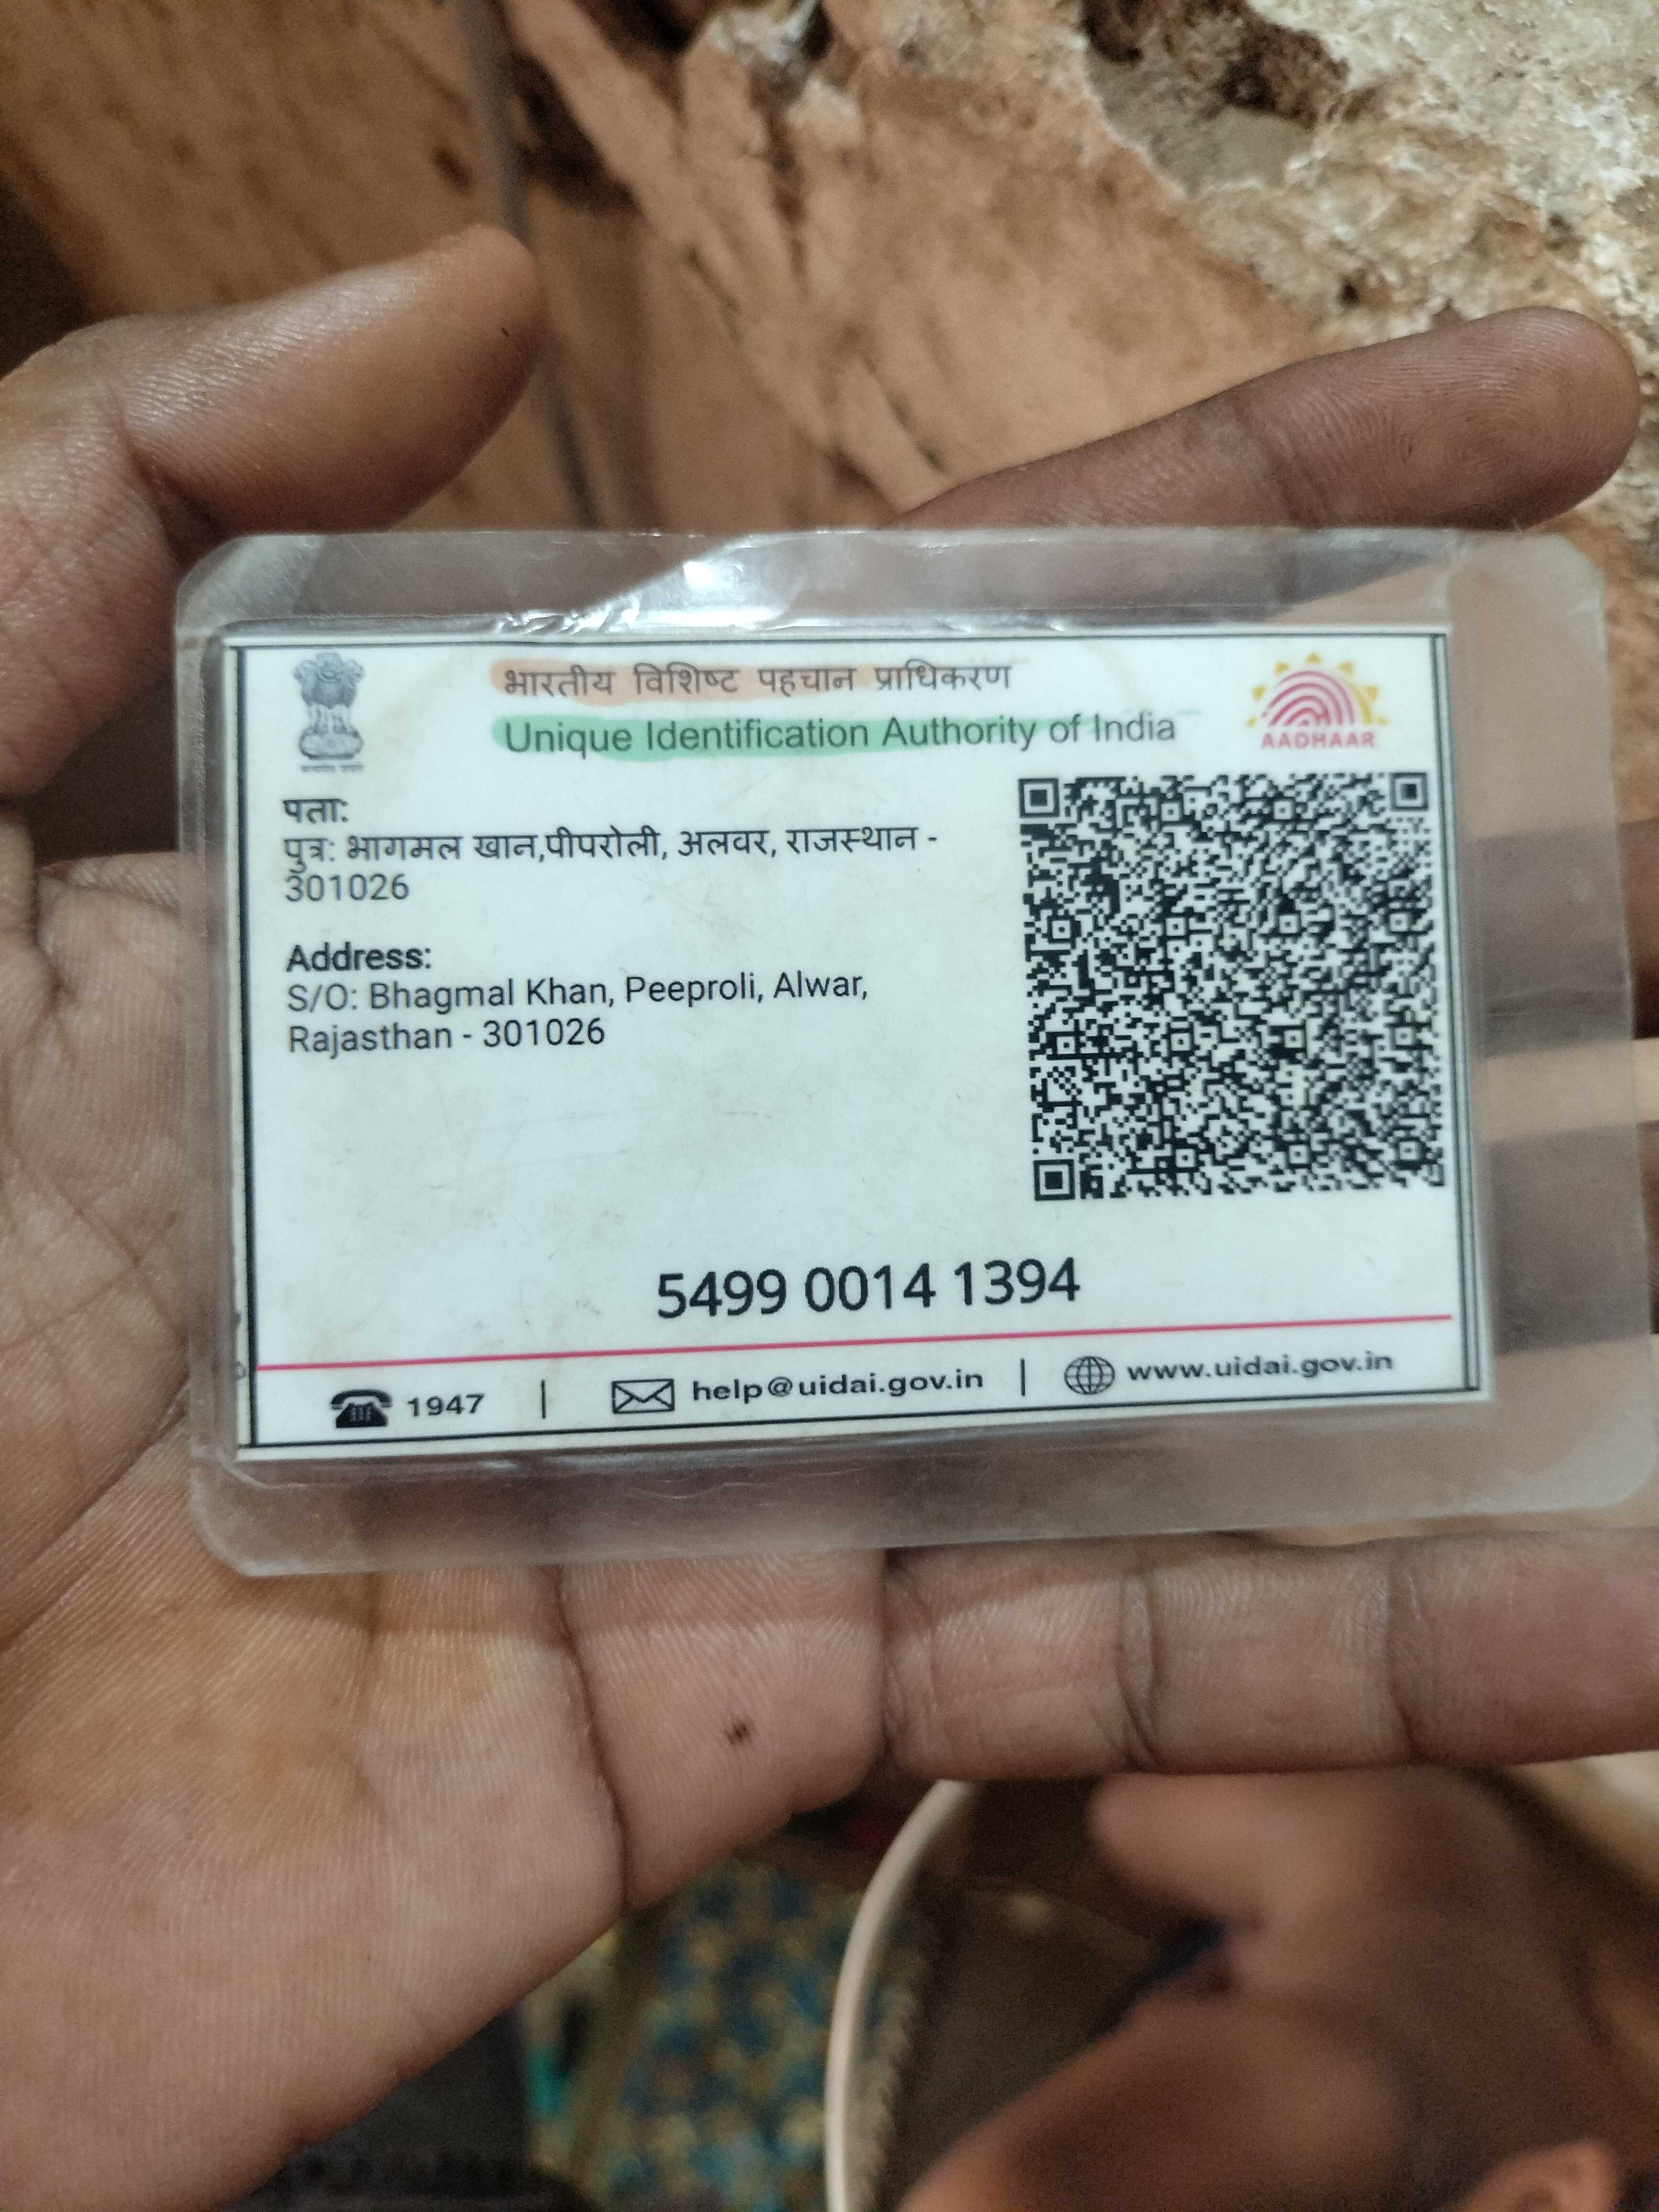 भारतीय विशिष्ट पहचान प्राधिकरण
Unique Identification Authority of India
AADHAAR
पता:
पुत्र: भागमल खान,पीपरोली, अलवर, राजस्थान -
301026
Address:
S/O: Bhagmal Khan, Peeproli, Alwar,
Rajasthan - 301026
5499 0014 1394
1947 | help@uidai.gov.in | www.uidai.gov.in